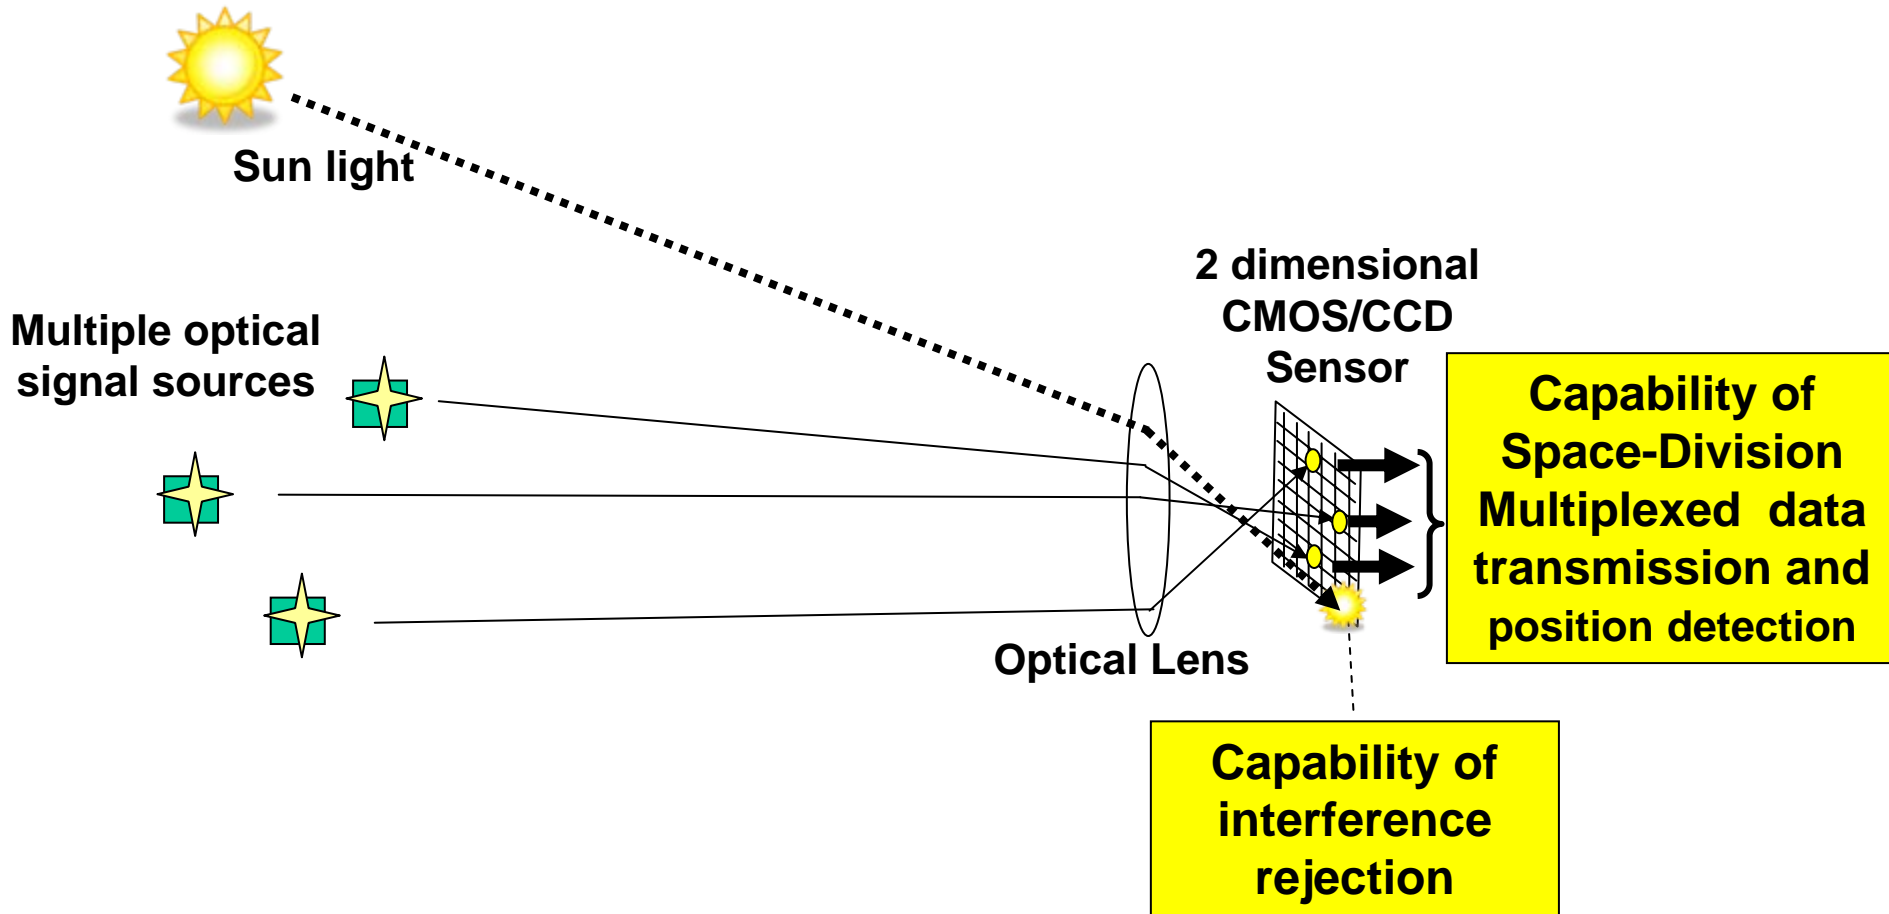 Sun light
2 dimensional
CMOS/CCD
Sensor
Multiple optical
signal sources
Capability of
Space-Division
Multiplexed data
transmission and
position detection
Optical Lens
Capability of
interference
rejection